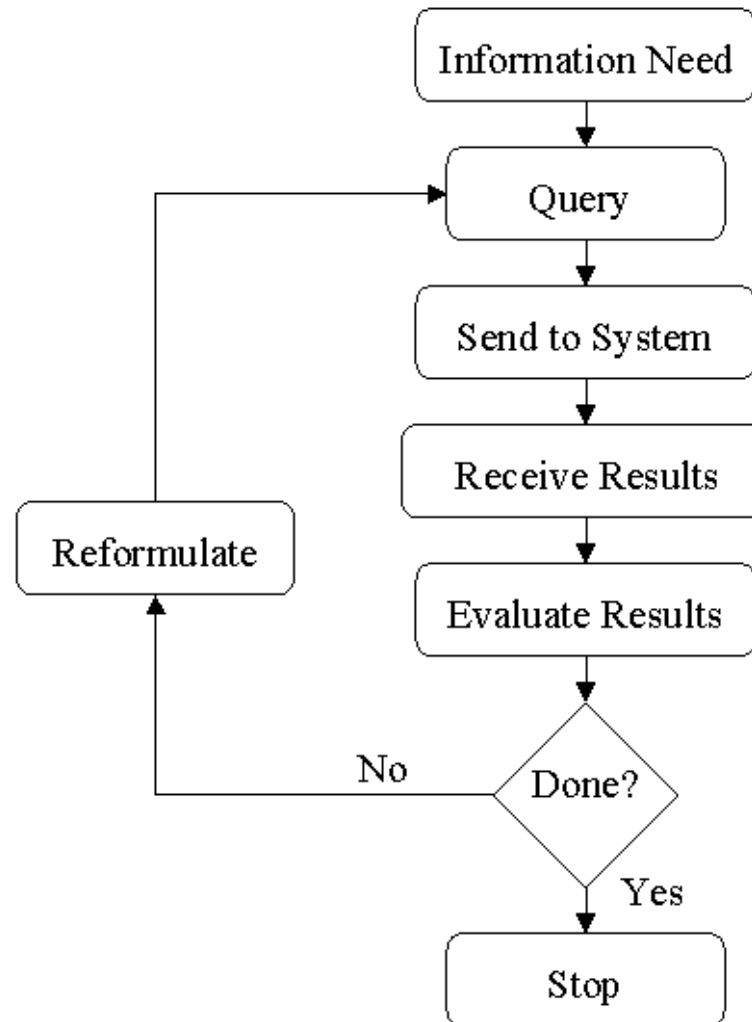 Information Need
Query
Send to System
Receive Results
Reformulate
Evaluate Results
No
Done?
Yes
Stop